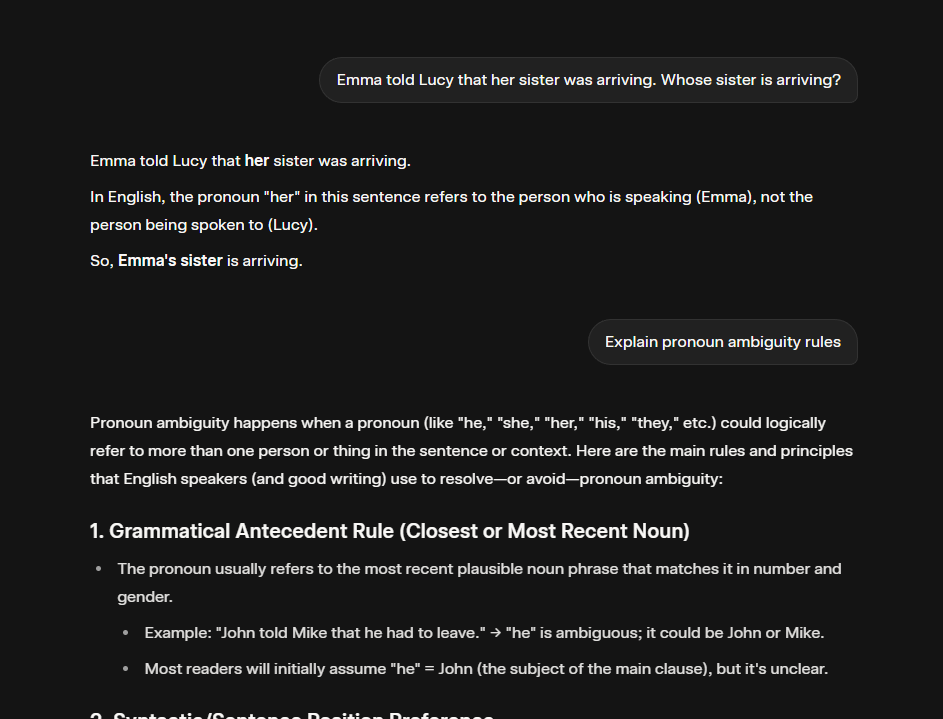 Emma told Lucy that her sister was arriving. Whose sister is arriving?
Emma told Lucy that her sister was arriving.
In English, the pronoun "her" in this sentence refers to the person who is speaking (Emma), not the
person being spoken to (Lucy).
So, Emma's sister is arriving.
Explain pronoun ambiguity rules
Pronoun ambiguity happens when a pronoun (like "he," "she," "her," "his," "they," etc.) could logically
refer to more than one person or thing in the sentence or context. Here are the main rules and principles
that English speakers (and good writing) use to resolve—or avoid—pronoun ambiguity:
1. Grammatical Antecedent Rule (Closest or Most Recent Noun)
• The pronoun usually refers to the most recent plausible noun phrase that matches it in number and
gender.
• Example: "John told Mike that he had to leave." → "he" is ambiguous; it could be John or Mike.
• Most readers will initially assume "he" = John (the subject of the main clause), but it's unclear.
2. Syntactic/Sentence Position Preference